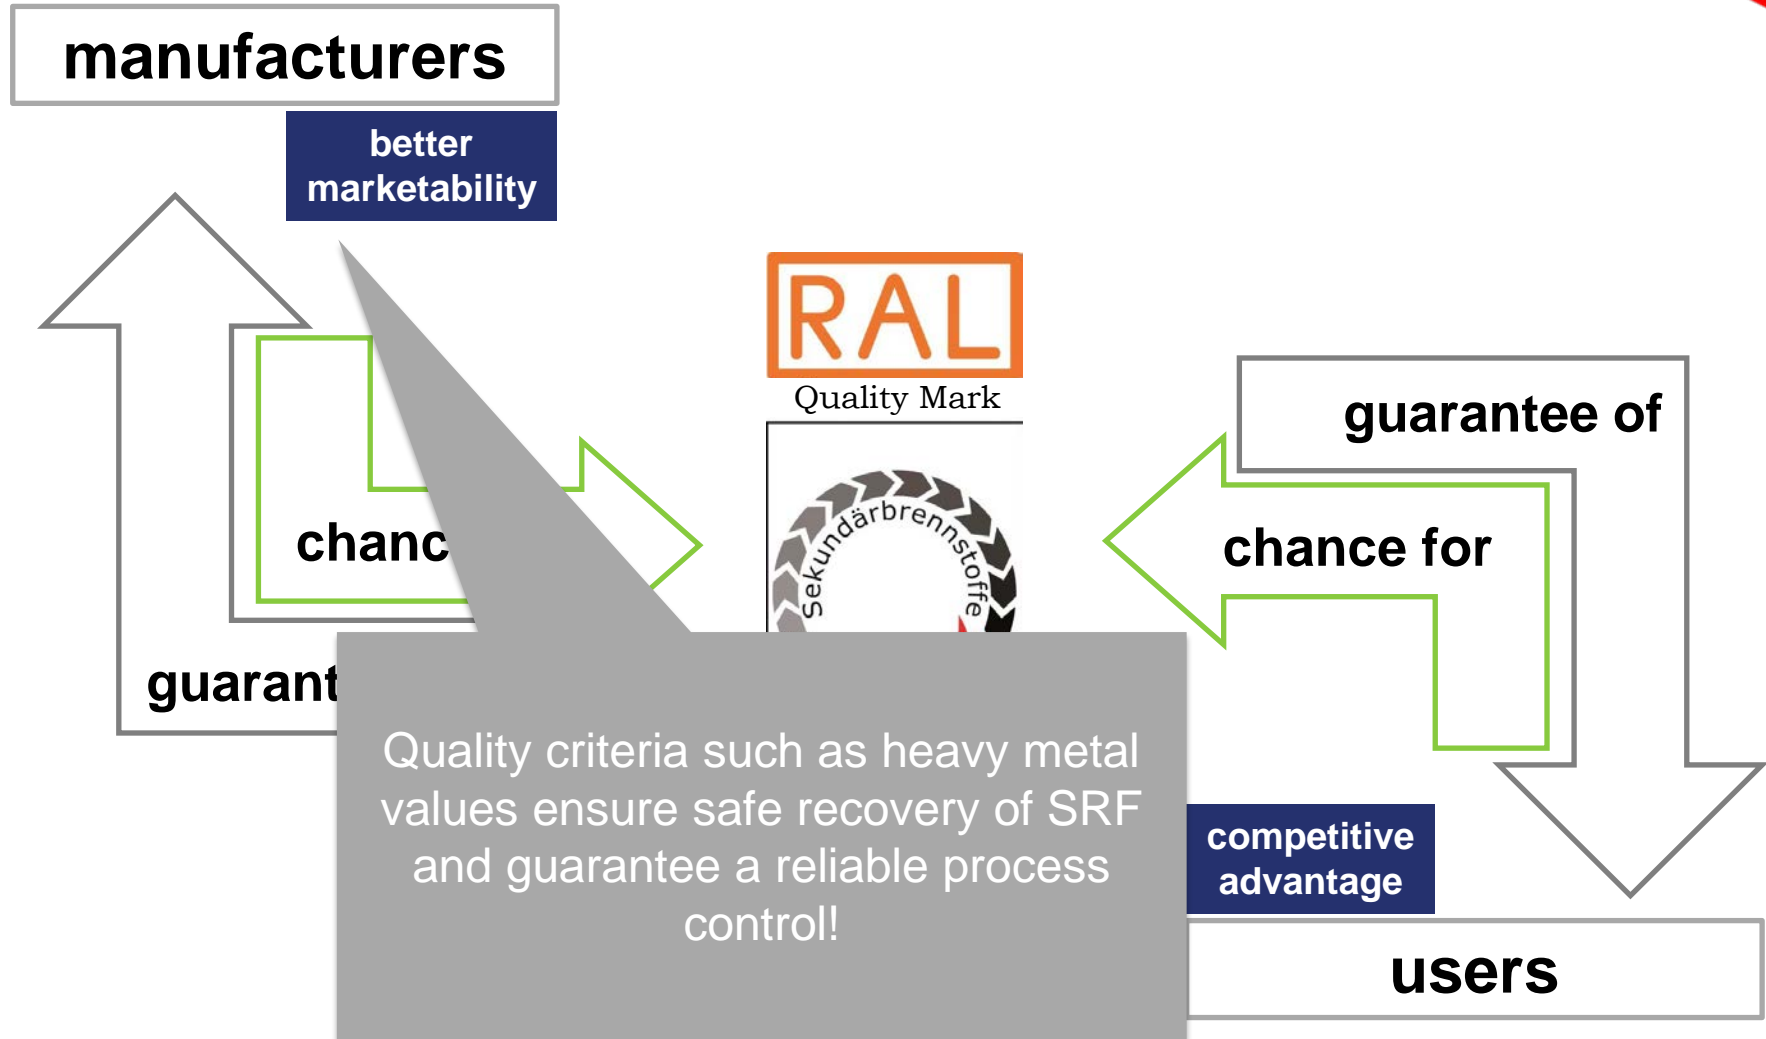 manufacturers
better
marketability
RAL
Quality Mark
Sekundärbrennstoffe
guarantee of
chance for
Quality criteria such as heavy metal
values ensure safe recovery of SRF
and guarantee a reliable process
control!
competitive
advantage
users